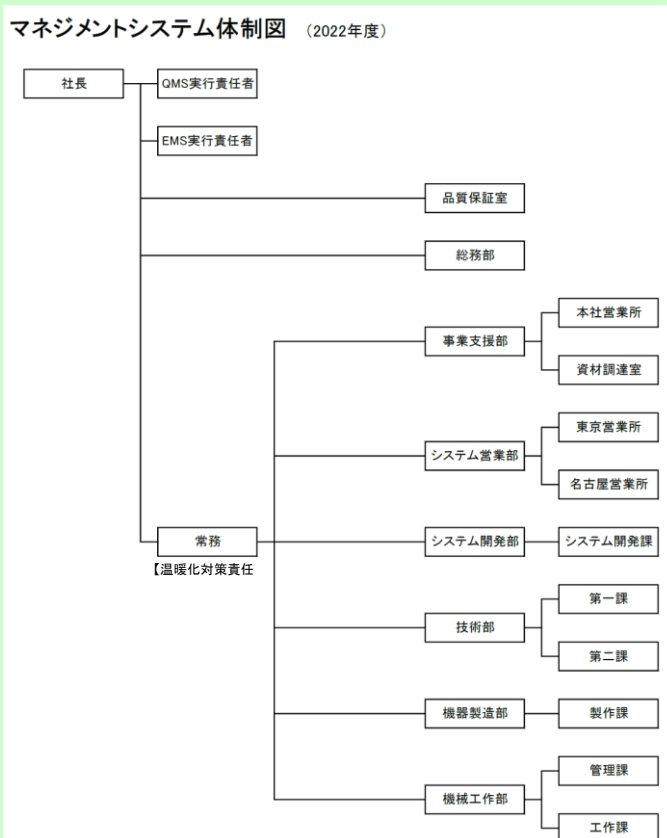 マネジメントシステム体制図 （2022年度）
社長
QMS実行責任者
EMS実行責任者
品質保証室
総務部
本社営業所
事業支援部
資材調達室
東京営業所
システム営業部
名古屋営業所
常務
システム開発部
システム開発課
【温暖化対策責任
第一課
技術部
第二課
機器製造部
製作課
管理課
機械工作部
工作課